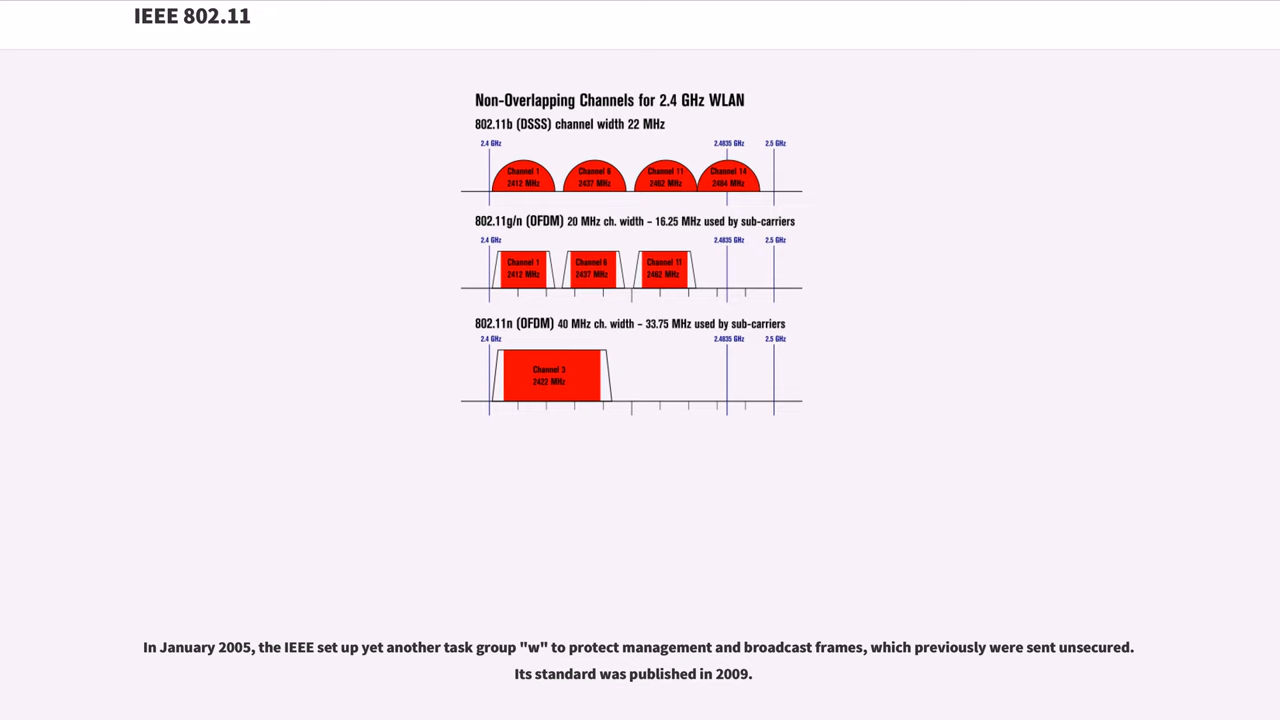 IEEE 802.11
Non-Overlapping Channels for 2.4 GHz WLAN
802.11b (DSSS) channel width 22 MHz
2.4 GHz 2.4835 GHz 2.5 GHz
Channel 1 Channel 6 Channel 11 Channel 14
2412 MHz 2437 MHz 2462 MHz 2484 MHz
802.11g/n (OFDM) 20 MHz ch. width – 16.25 MHz used by sub-carriers
2.4 GHz 2.4835 GHz 2.5 GHz
Channel 1 Channel 6 Channel 11
2412 MHz 2437 MHz 2462 MHz
802.11n (OFDM) 40 MHz ch. width – 33.75 MHz used by sub-carriers
2.4 GHz 2.4835 GHz 2.5 GHz
Channel 3
2422 MHz
In January 2005, the IEEE set up yet another task group "w" to protect management and broadcast frames, which previously were sent unsecured.
Its standard was published in 2009.